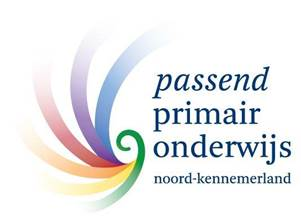 passend
primair
onderwijs
noord-kennemerland